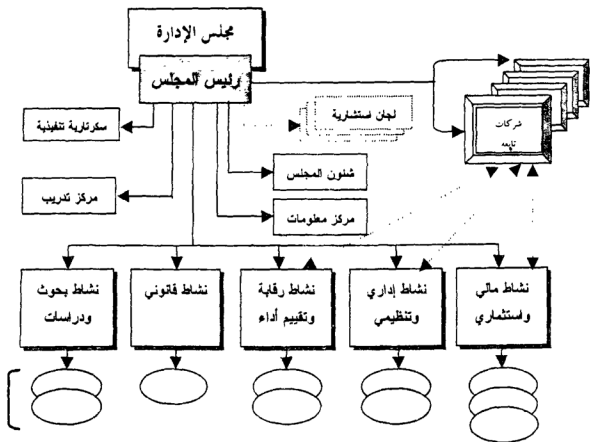 مجلس الإدارة
رئيس المجلس
لجان استشارية
شركات
تابعه
سكرتارية تنفيذية
شئون المجلس
مركز تدريب
مركز معلومات
نشاط مالي
واستثماري
نشاط إداري
وتنظيمي
نشاط رقابة
وتقييم أداء
نشاط قانوني
نشاط بحوث
ودراسات